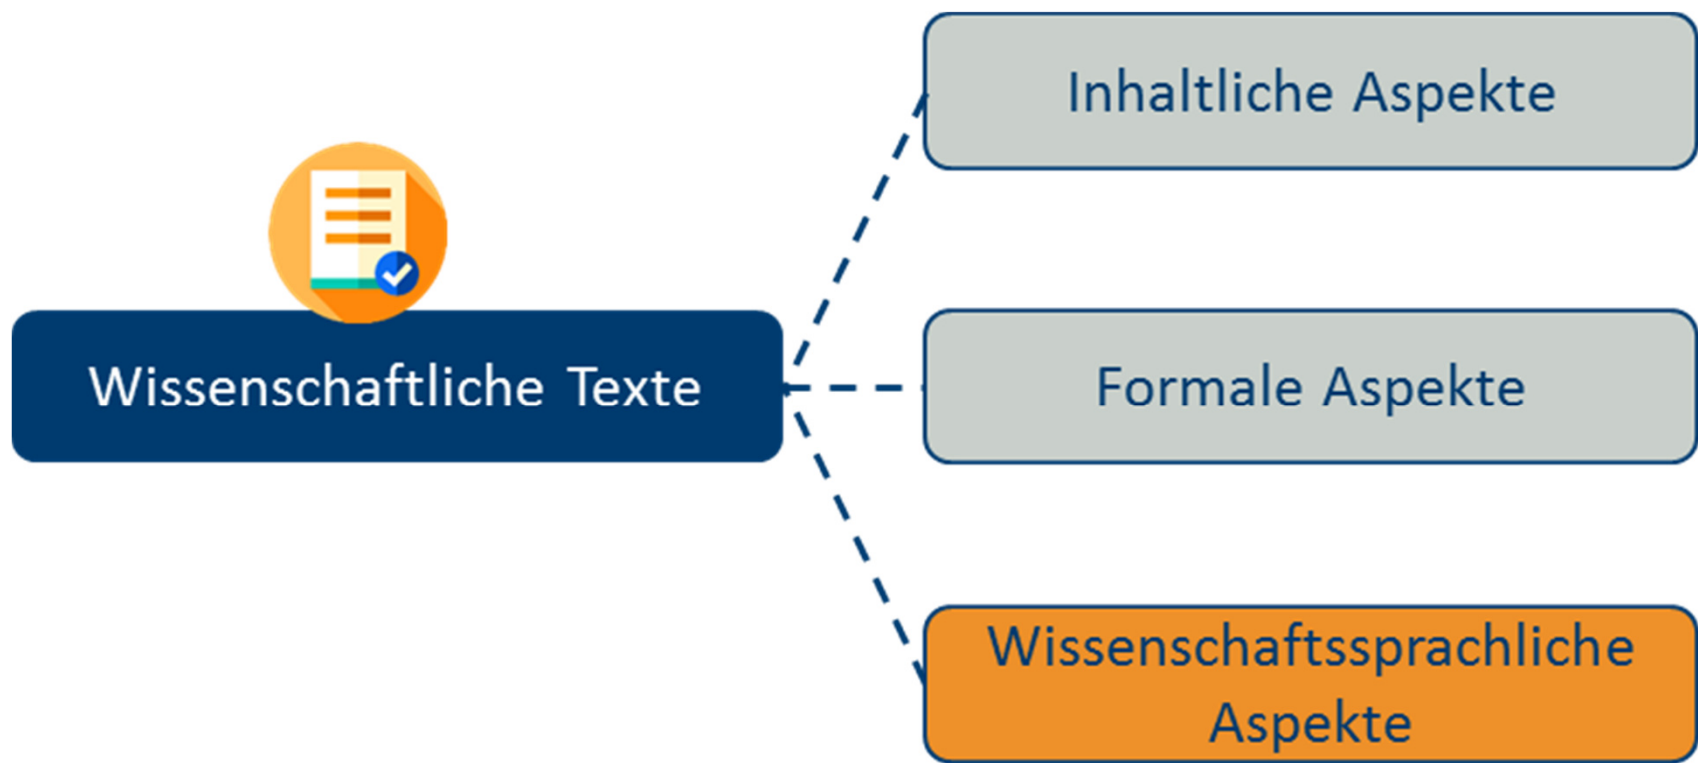 Inhaltliche Aspekte
Wissenschaftliche Texte
Formale Aspekte
Wissenschaftssprachliche
Aspekte